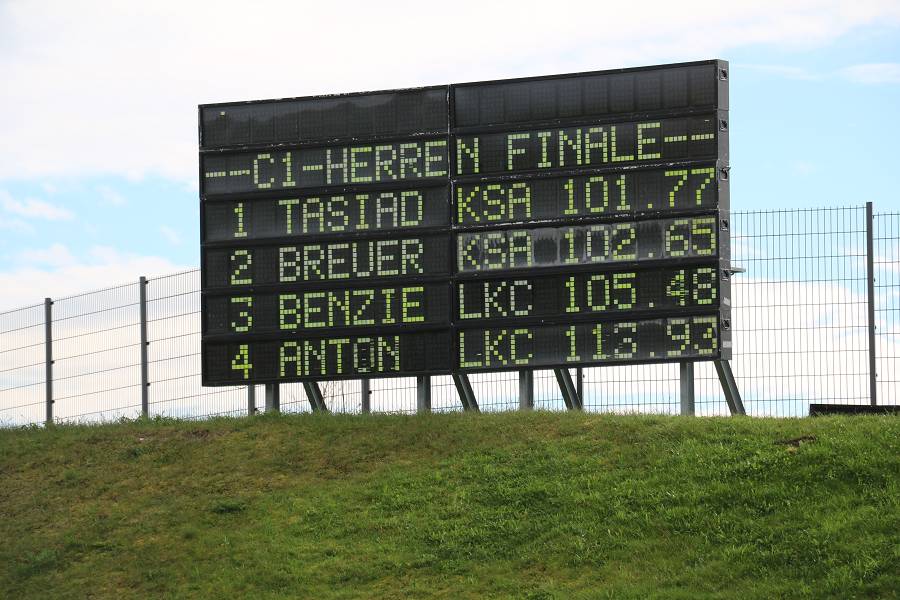 --C1-HERREN FINALE--
1 TASIAD KSA 101.77
2 BREUER KSA 102.65
3 BENZIE LKC 105.48
4 ANTON LKC 113.93